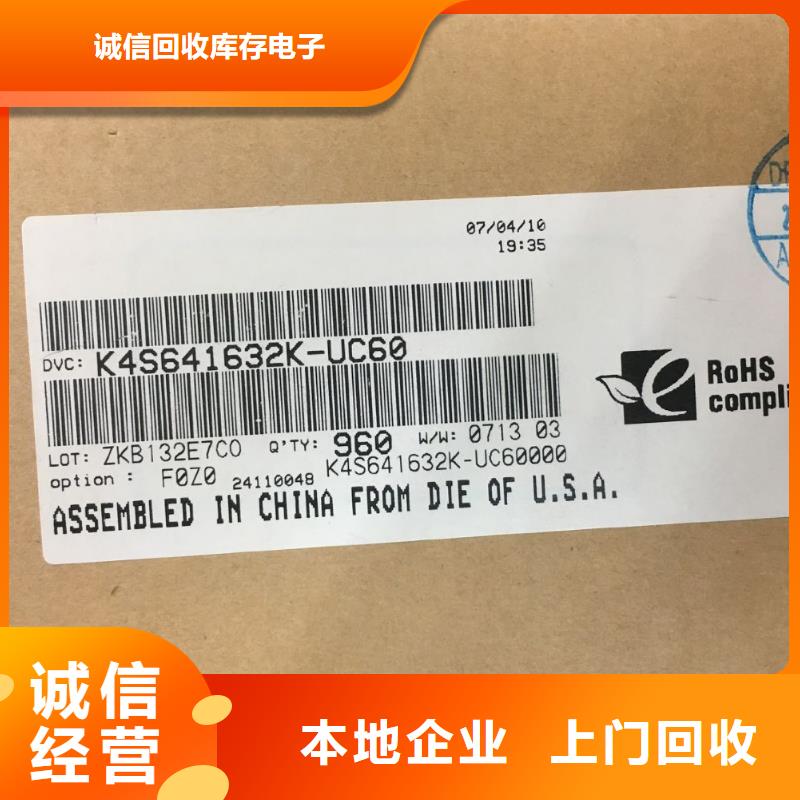 诚信回收库存电子
07/04/10
19:35
DVC: K4S641632K-UC60
LOT: ZKB132E7C0 Q'TY: 960 W/W: 0713 03
option : F0Z0 24110048 K4S641632K-UC60000
ASSEMBLED IN CHINA FROM DIE OF U.S.A.
RoHS
compli
诚信
经营
本地企业 上门回收